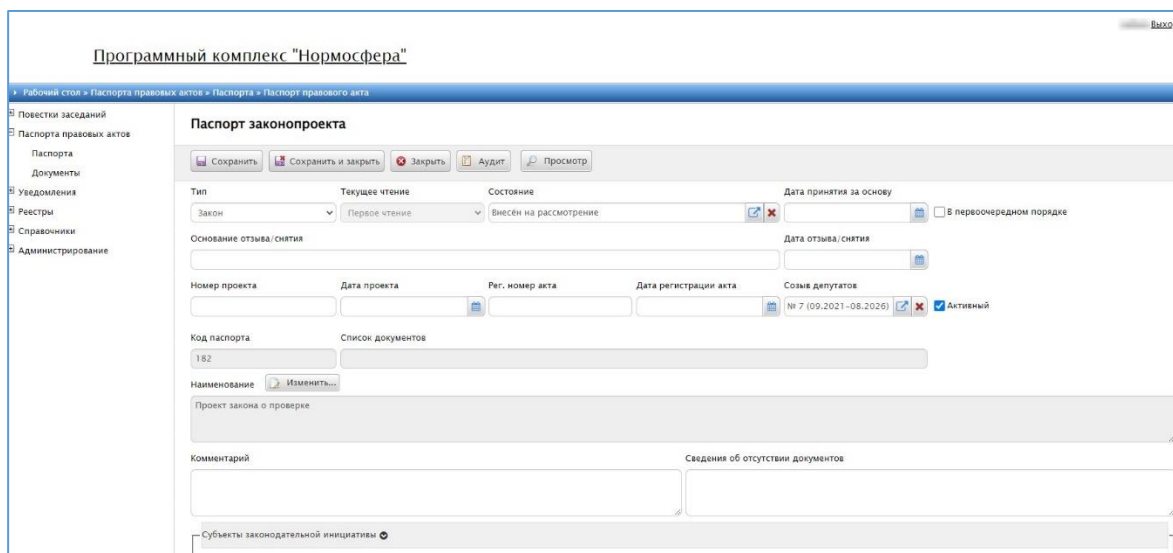 Выхо
Программный комплекс "Нормосфера"
Рабочий стол » Паспорта правовых актов » Паспорта » Паспорт правового акта
Повестки заседаний
Паспорта правовых актов
Паспорта
Документы
Уведомления
Реестры
Справочники
Администрирование
Паспорт законопроекта
Сохранить Сохранить и закрыть Закрыть Аудит Просмотр
Тип Текущее чтение Состояние Дата принятия за основу
Закон Первое чтение Внесён на рассмотрение В первоочередном порядке
Основание отзыва/снятия Дата отзыва/снятия
Номер проекта Дата проекта Рег. номер акта Дата регистрации акта Созыв депутатов
№ 7 (09.2021-08.2026) Активный
Код паспорта Список документов
182
Наименование Изменить...
Проект закона о проверке
Комментарий Сведения об отсутствии документов
Субъекты законодательной инициативы